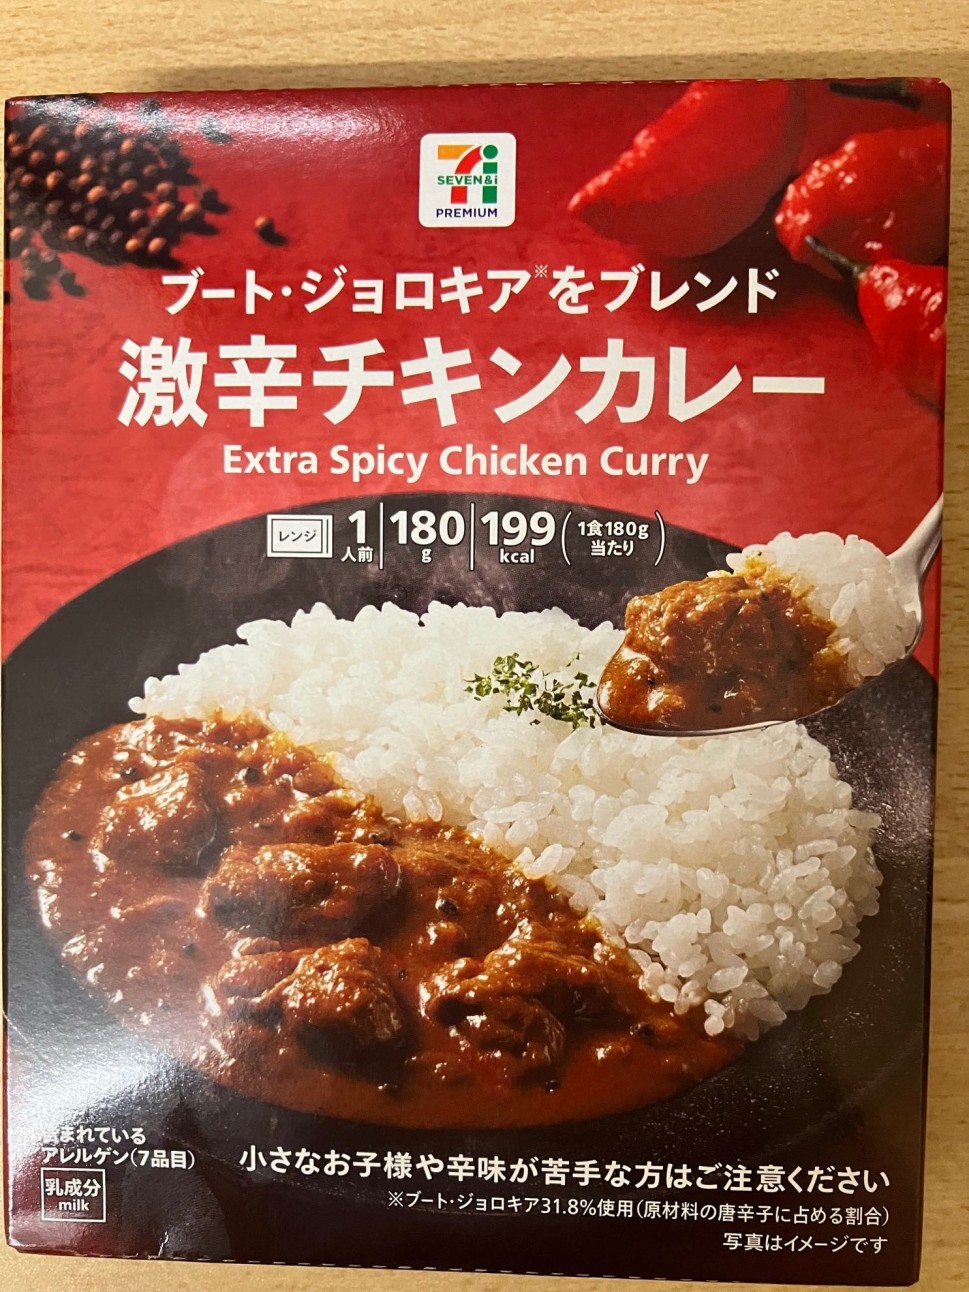 SEVEN&i
PREMIUM
ブート・ジョロキア※をブレンド
激辛チキンカレー
Extra Spicy Chicken Curry
レンジ 1人前 180g 199kcal (1食180g当たり)
まれている
アレルゲン(7品目)
乳成分
milk
小さなお子様や辛味が苦手な方はご注意ください
※ブート・ジョロキア31.8%使用(原材料の唐辛子に占める割合)
写真はイメージです